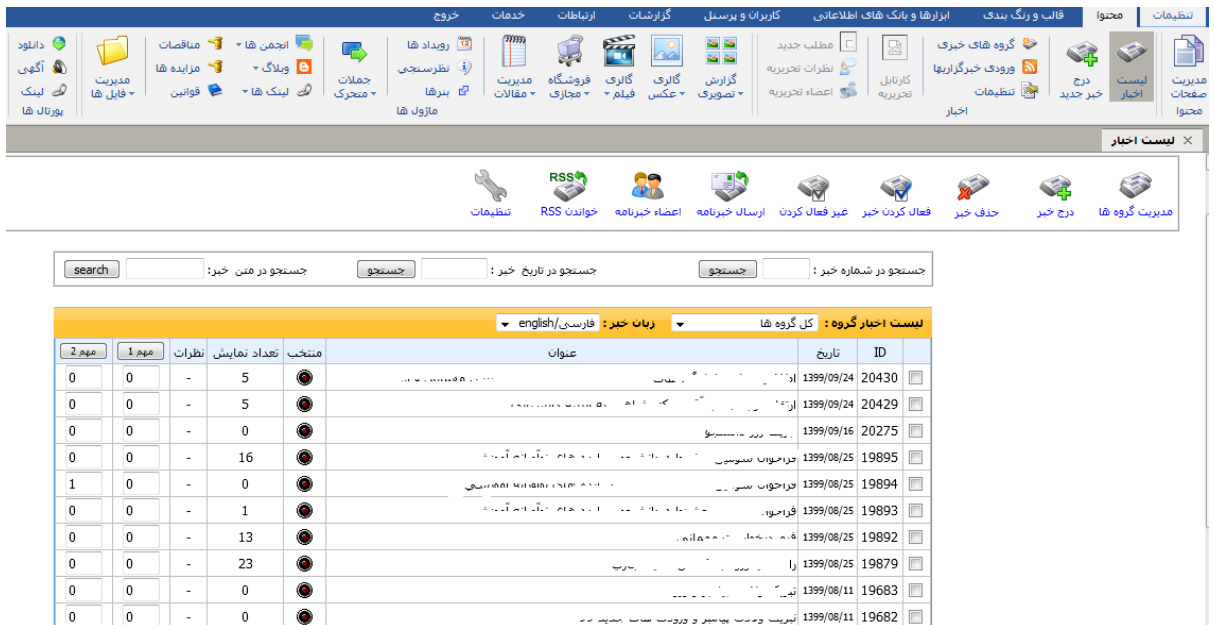 تنظیمات محتوا قالب و رنگ بندی ابزارها و بانک های اطلاعاتی کاربران و پرسنل گزارشات ارتباطات خدمات خروج
مدیریت صفحات
محتوا
لیست اخبار
درج خبر جدید
گروه های خبری
ورودی خبرگزاریها
تنظیمات
کارتابل تحریریه
مطلب جدید
نظرات تحریریه
اعضاء تحریریه
اخبار
گزارش تصویری
گالری عکس
گالری فیلم
فروشگاه مجازی
مدیریت مقالات
رویداد ها
نظرسنجی
بنرها
جملات متحرک
انجمن ها
وبلاگ
لینک ها
مناقصات
مزایده ها
قوانین
ماژول ها
مدیریت فایل ها
دانلود
آگهی
لینک
پورتال ها
لیست اخبار ×
مدیریت گروه ها درج خبر حذف خبر فعال کردن خبر غیر فعال کردن ارسال خبرنامه اعضاء خبرنامه خواندن RSS تنظیمات
RSS
جستجو در شماره خبر : جستجو جستجو در تاریخ خبر : جستجو جستجو در متن خبر: search
لیست اخبار گروه : کل گروه ها زبان خبر : فارسی/english
ID تاریخ عنوان منتخب تعداد نمایش نظرات مهم 1 مهم 2
20430 1399/09/24 5 - 0 0
20429 1399/09/24 5 - 0 0
20275 1399/09/16 0 - 0 0
19895 1399/08/25 16 - 0 0
19894 1399/08/25 0 - 0 1
19893 1399/08/25 1 - 0 0
19892 1399/08/25 13 - 0 0
19879 1399/08/25 23 - 0 0
19683 1399/08/11 0 - 0 0
19682 1399/08/11 0 - 0 0